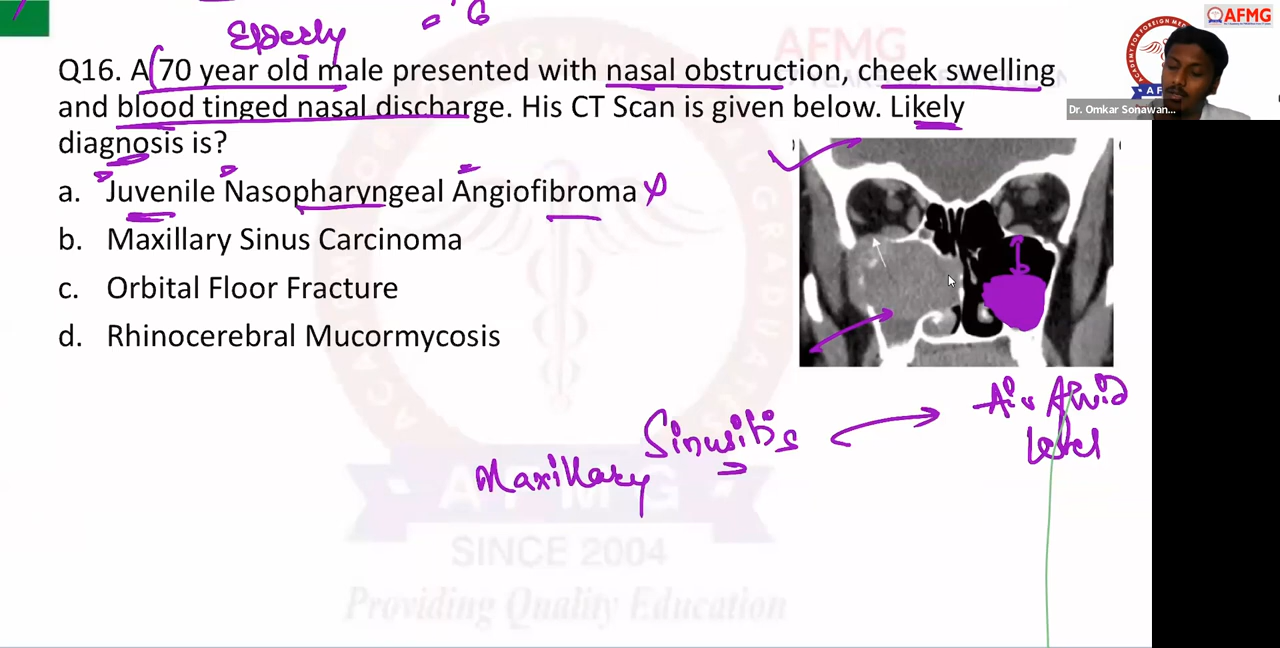 Elderly
AFMG
Q16. A 70 year old male presented with nasal obstruction, cheek swelling
and blood tinged nasal discharge. His CT Scan is given below. Likely
diagnosis is?
Dr. Omkar Sonawan...
a. Juvenile Nasopharyngeal Angiofibroma
b. Maxillary Sinus Carcinoma
c. Orbital Floor Fracture
d. Rhinocerebral Mucormycosis
Air fluid
level
Sinusitis
Maxillary
AFMG
SINCE 2004
Providing Quality Education